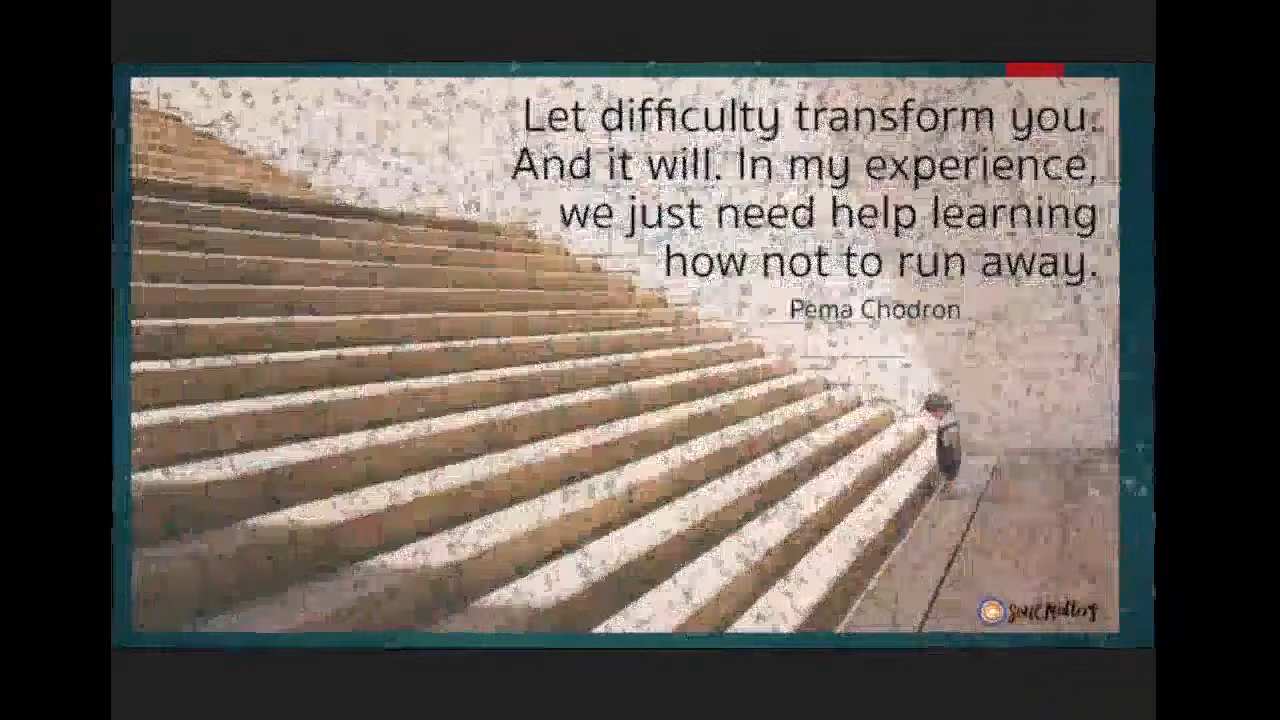 Let difficulty transform you.
And it will. In my experience,
we just need help learning
how not to run away.
Pema Chodron